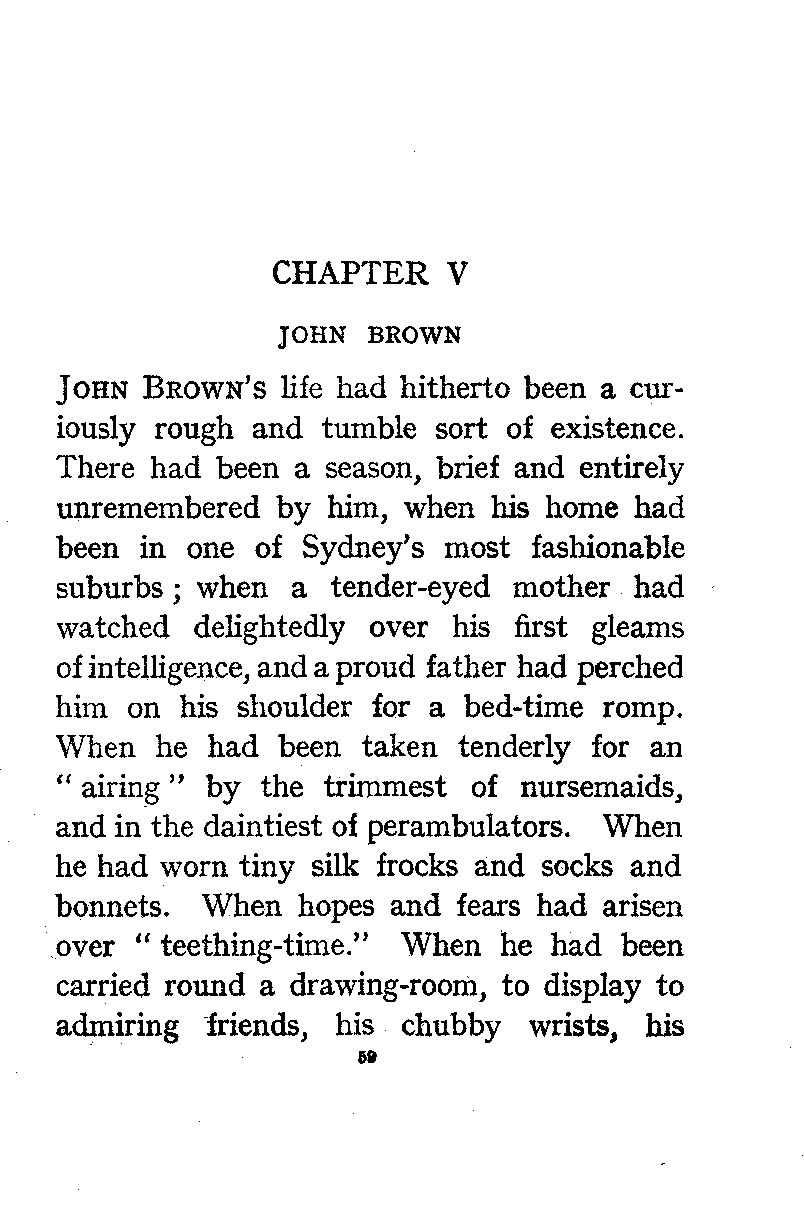 CHAPTER V
JOHN BROWN
JOHN BROWN'S life had hitherto been a cur-
iously rough and tumble sort of existence.
There had been a season, brief and entirely
unremembered by him, when his home had
been in one of Sydney's most fashionable
suburbs ; when a tender-eyed mother had
watched delightedly over his first gleams
of intelligence, and a proud father had perched
him on his shoulder for a bed-time romp.
When he had been taken tenderly for an
" airing " by the trimmest of nursemaids,
and in the daintiest of perambulators. When
he had worn tiny silk frocks and socks and
bonnets. When hopes and fears had arisen
over " teething-time." When he had been
carried round a drawing-room, to display to
admiring friends, his chubby wrists, his
59